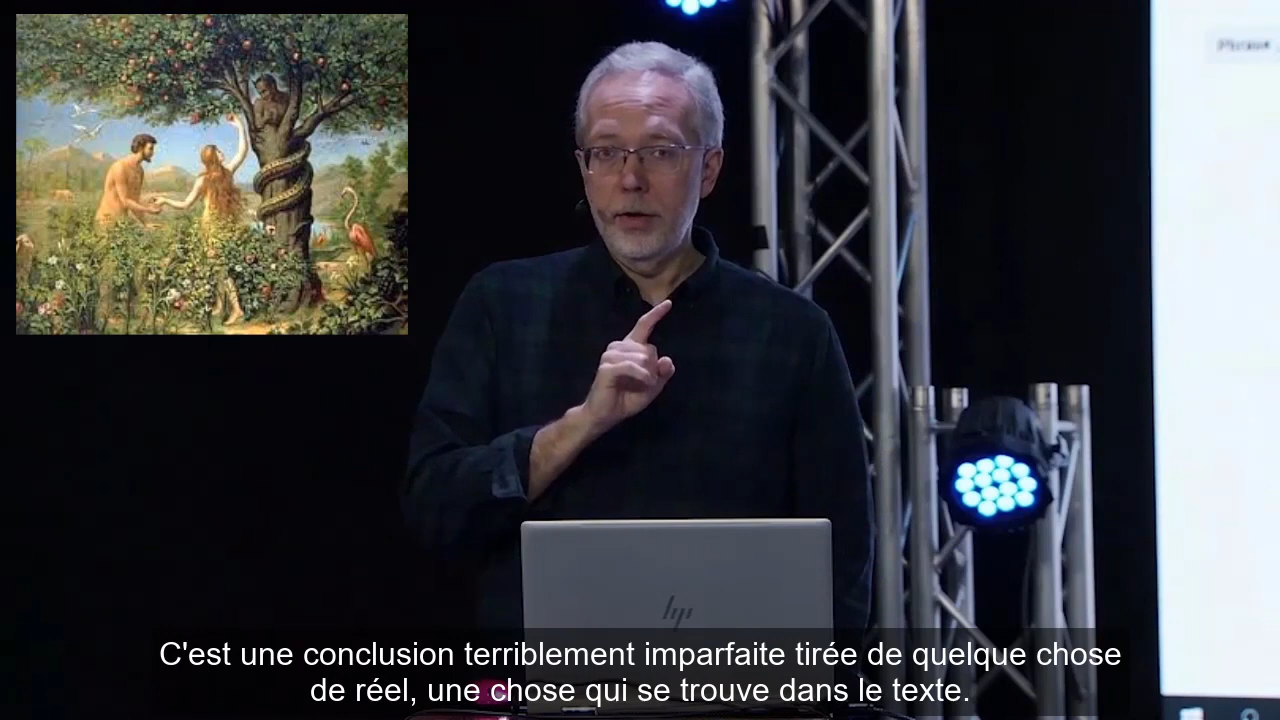 Phrase
hp
C'est une conclusion terriblement imparfaite tirée de quelque chose
de réel, une chose qui se trouve dans le texte.